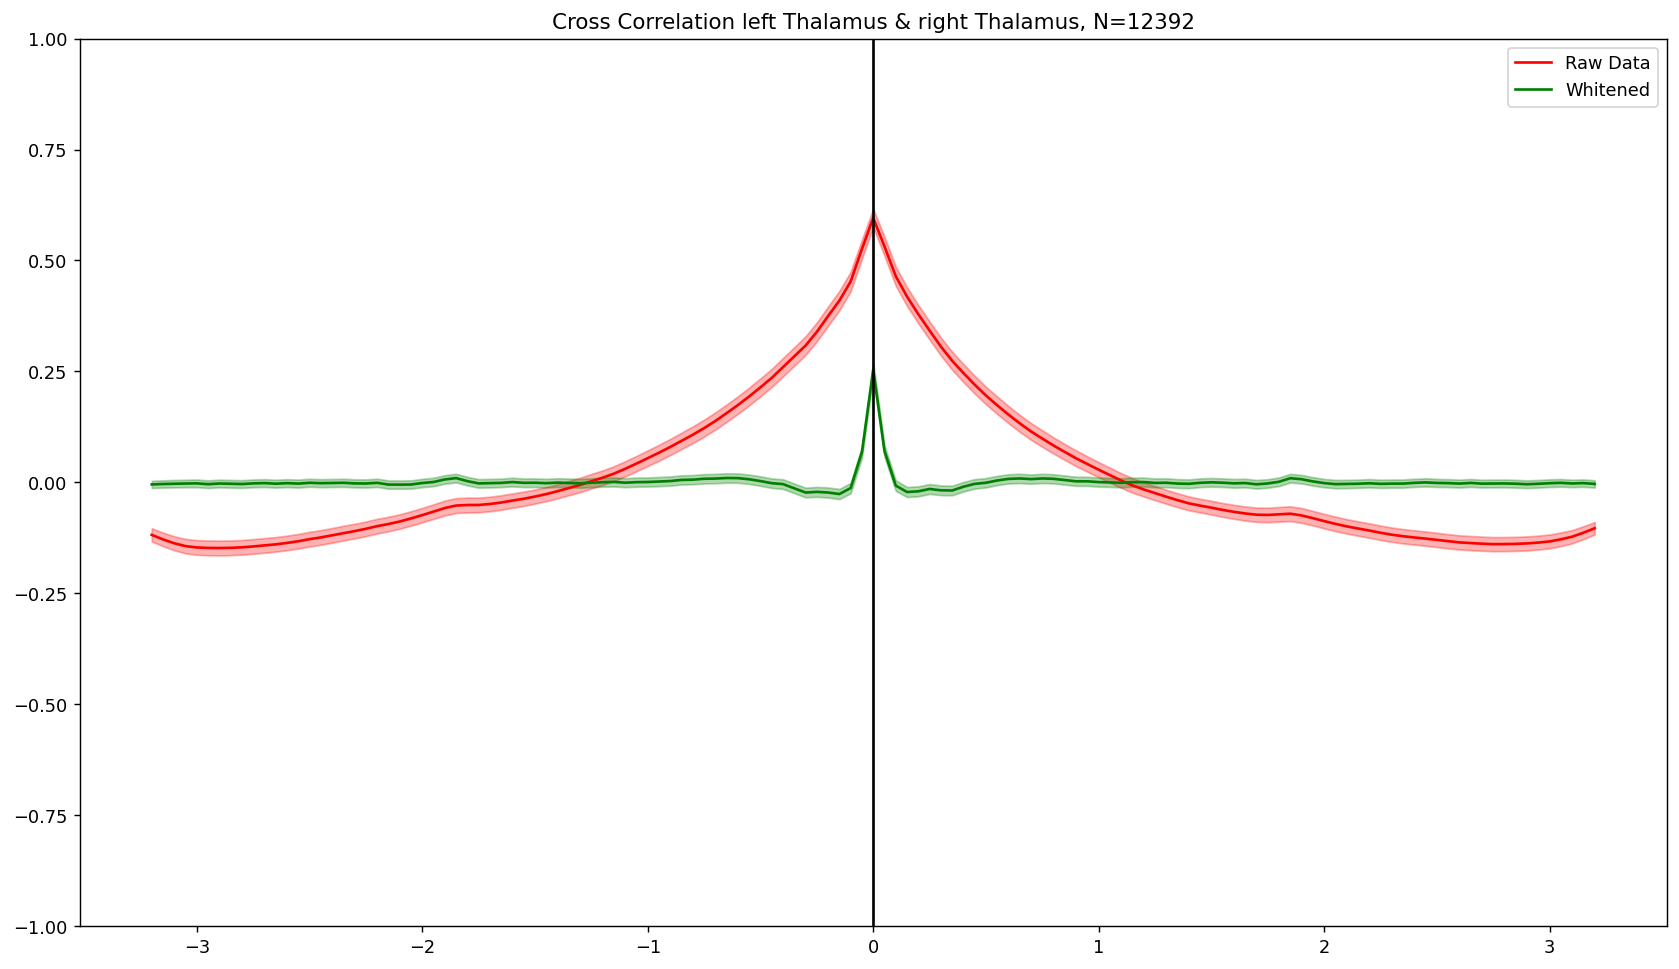 Cross Correlation left Thalamus & right Thalamus, N=12392
1.00
0.75
0.50
0.25
0.00
−0.25
−0.50
−0.75
−1.00
Raw Data
Whitened
−3 −2 −1 0 1 2 3